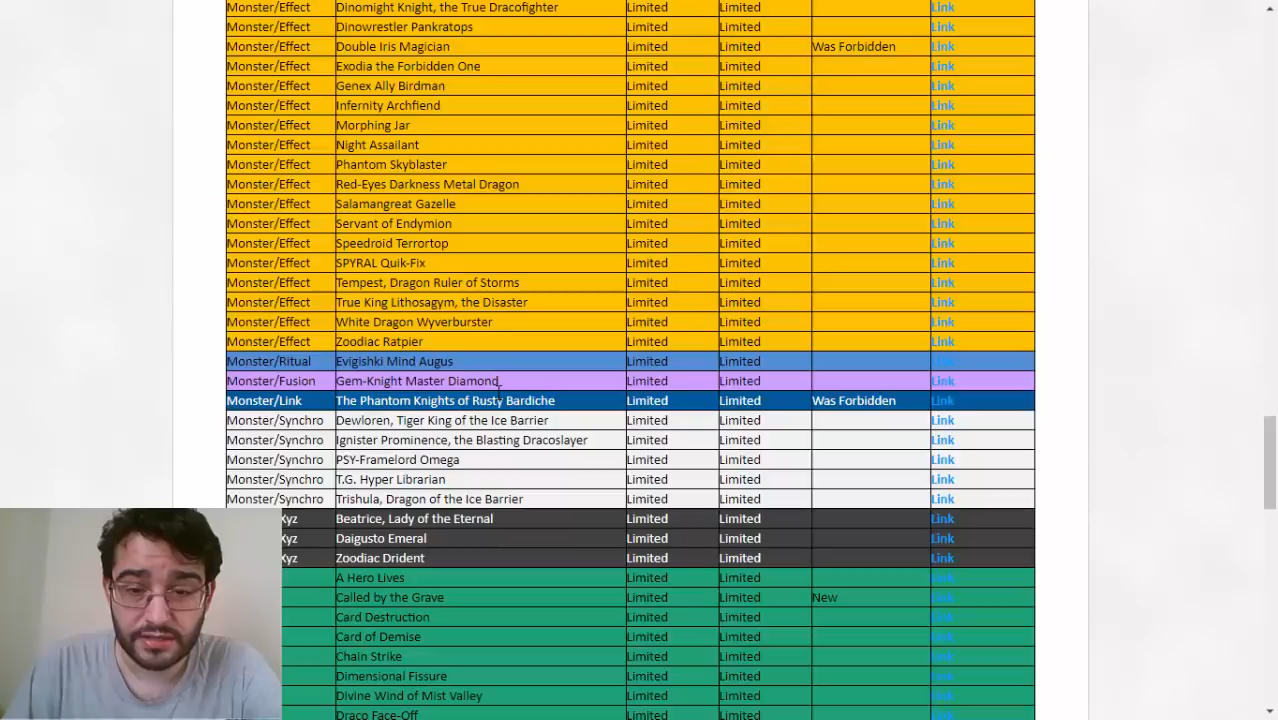 Monster/Effect Dinomight Knight, the True Dracofighter Limited Limited Link
Monster/Effect Dinowrestler Pankratops Limited Limited Link
Monster/Effect Double Iris Magician Limited Limited Was Forbidden Link
Monster/Effect Exodia the Forbidden One Limited Limited Link
Monster/Effect Genex Ally Birdman Limited Limited Link
Monster/Effect Infernity Archfiend Limited Limited Link
Monster/Effect Morphing Jar Limited Limited Link
Monster/Effect Night Assailant Limited Limited Link
Monster/Effect Phantom Skyblaster Limited Limited Link
Monster/Effect Red-Eyes Darkness Metal Dragon Limited Limited Link
Monster/Effect Salamangreat Gazelle Limited Limited Link
Monster/Effect Servant of Endymion Limited Limited Link
Monster/Effect Speedroid Terrortop Limited Limited Link
Monster/Effect SPYRAL Quik-Fix Limited Limited Link
Monster/Effect Tempest, Dragon Ruler of Storms Limited Limited Link
Monster/Effect True King Lithosagym, the Disaster Limited Limited Link
Monster/Effect White Dragon Wyverburster Limited Limited Link
Monster/Effect Zoodiac Ratpier Limited Limited Link
Monster/Ritual Evigishki Mind Augus Limited Limited Link
Monster/Fusion Gem-Knight Master Diamond Limited Limited Link
Monster/Link The Phantom Knights of Rusty Bardiche Limited Limited Was Forbidden Link
Monster/Synchro Dewloren, Tiger King of the Ice Barrier Limited Limited Link
Monster/Synchro Ignister Prominence, the Blasting Dracoslayer Limited Limited Link
Monster/Synchro PSY-Framelord Omega Limited Limited Link
Monster/Synchro T.G. Hyper Librarian Limited Limited Link
Monster/Synchro Trishula, Dragon of the Ice Barrier Limited Limited Link
Xyz Beatrice, Lady of the Eternal Limited Limited Link
Xyz Daigusto Emeral Limited Limited Link
Xyz Zoodiac Drident Limited Limited Link
A Hero Lives Limited Limited Link
Called by the Grave Limited Limited New Link
Card Destruction Limited Limited Link
Card of Demise Limited Limited Link
Chain Strike Limited Limited Link
Dimensional Fissure Limited Limited Link
Divine Wind of Mist Valley Limited Limited Link
Draco Face-Off Limited Limited Link